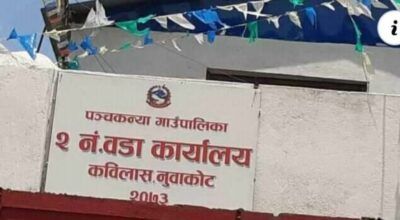 पञ्चकन्या गाउँपालिका
२ नं.वडा कार्यालय
कविलास, नुवाकोट
२०७३